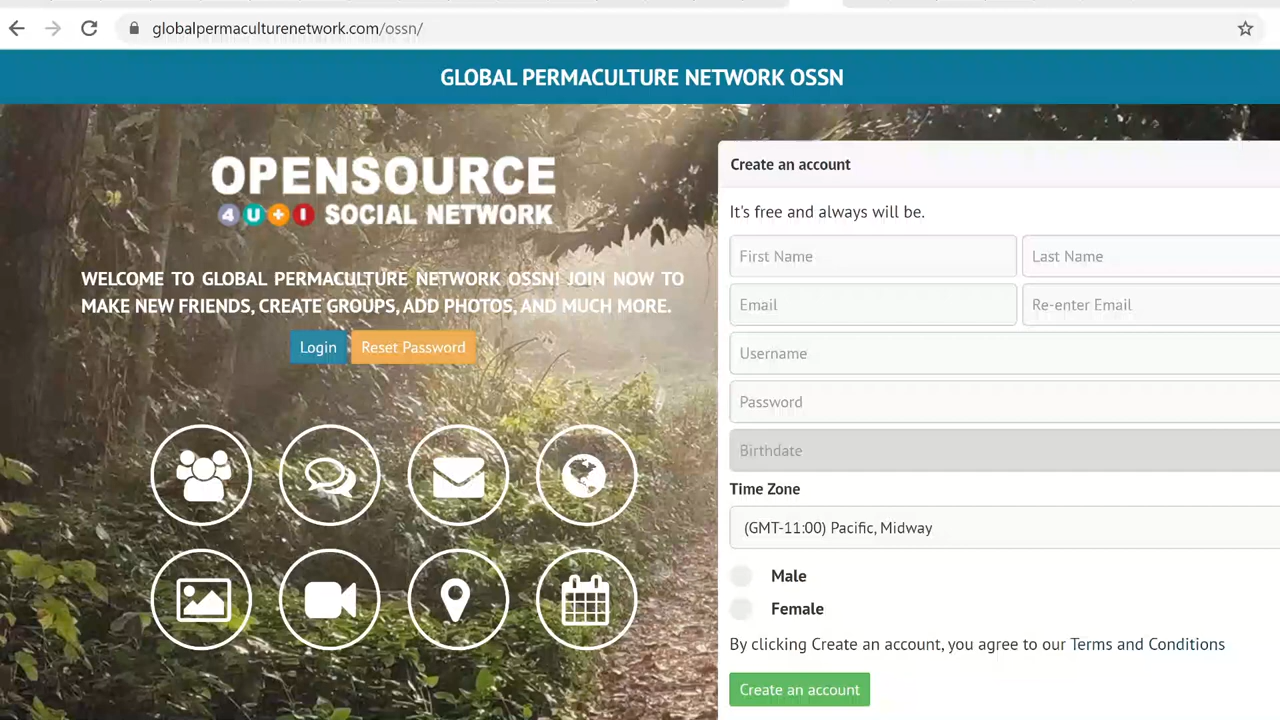 globalpermaculturenetwork.com/ossn/
GLOBAL PERMACULTURE NETWORK OSSN
OPENSOURCE
4 U + I SOCIAL NETWORK
WELCOME TO GLOBAL PERMACULTURE NETWORK OSSN! JOIN NOW TO
MAKE NEW FRIENDS, CREATE GROUPS, ADD PHOTOS, AND MUCH MORE.
Login Reset Password
Create an account
It's free and always will be.
First Name Last Name
Email Re-enter Email
Username
Password
Birthdate
Time Zone
(GMT-11:00) Pacific, Midway
Male
Female
By clicking Create an account, you agree to our Terms and Conditions
Create an account